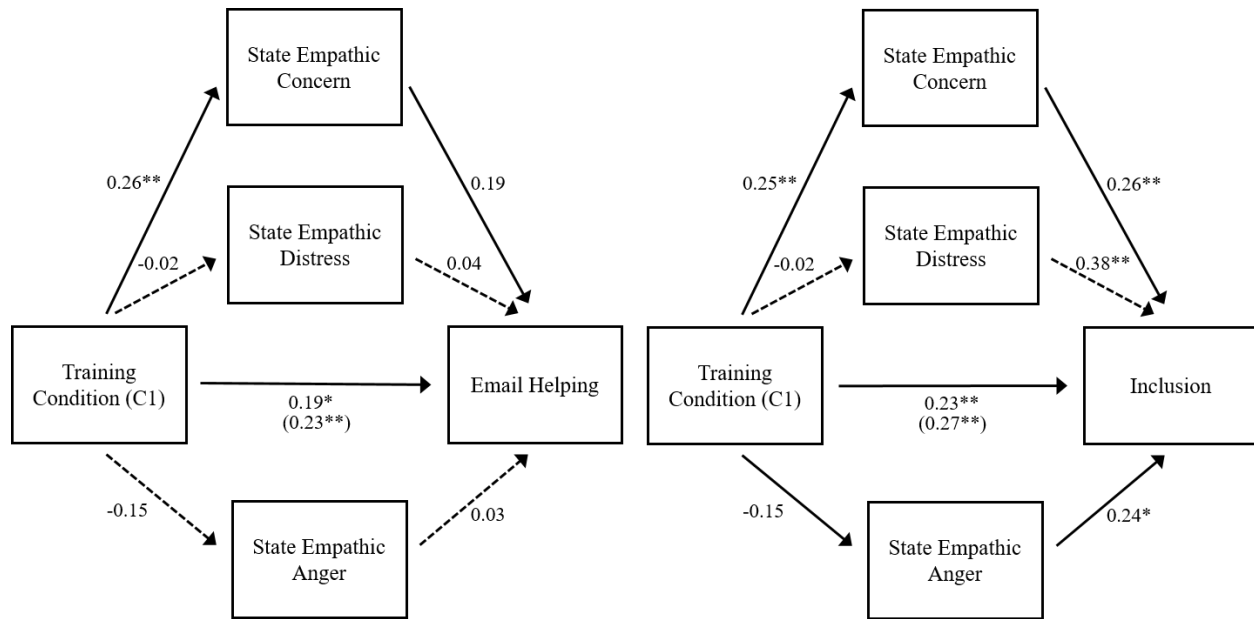 State Empathic
Concern
0.26**
0.19
State Empathic
Distress
-0.02
0.04
Training
Condition (C1)
0.19*
(0.23**)
Email Helping
-0.15
0.03
State Empathic
Anger
State Empathic
Concern
0.25**
0.26**
State Empathic
Distress
-0.02
0.38**
Training
Condition (C1)
0.23**
(0.27**)
Inclusion
-0.15
0.24*
State Empathic
Anger